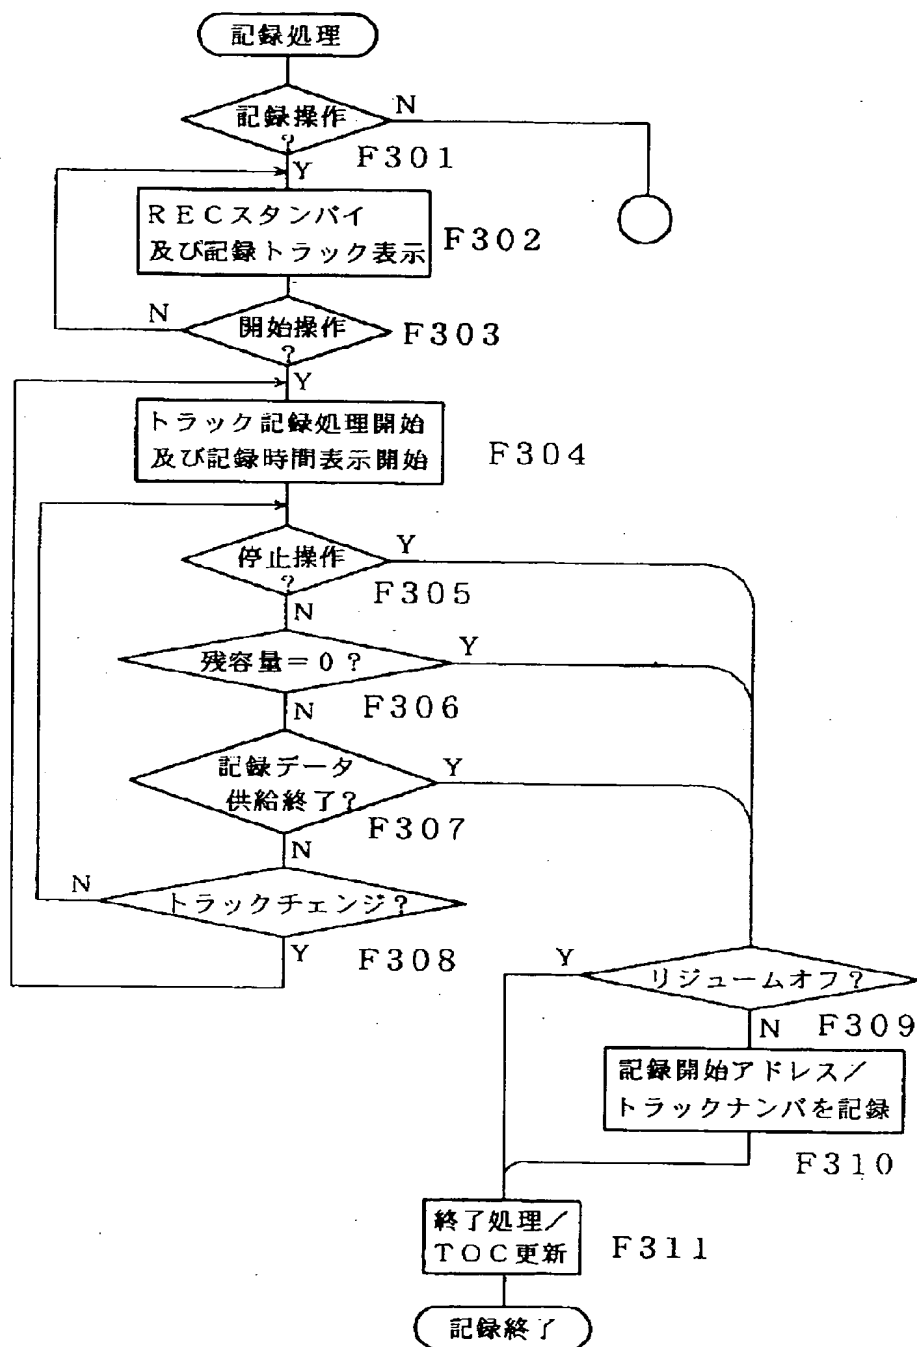 記録処理
記録操作
?
N
F301
Y
RECスタンバイ
及び記録トラック表示
F302
N
開始操作
?
F303
Y
トラック記録処理開始
及び記録時間表示開始
F304
停止操作
?
Y
F305
N
残容量=0?
Y
F306
N
記録データ
供給終了?
Y
F307
N
N
トラックチェンジ?
F308
Y
Y
リジュームオフ?
F309
N
記録開始アドレス/
トラックナンバを記録
F310
終了処理/
TOC更新
F311
記録終了